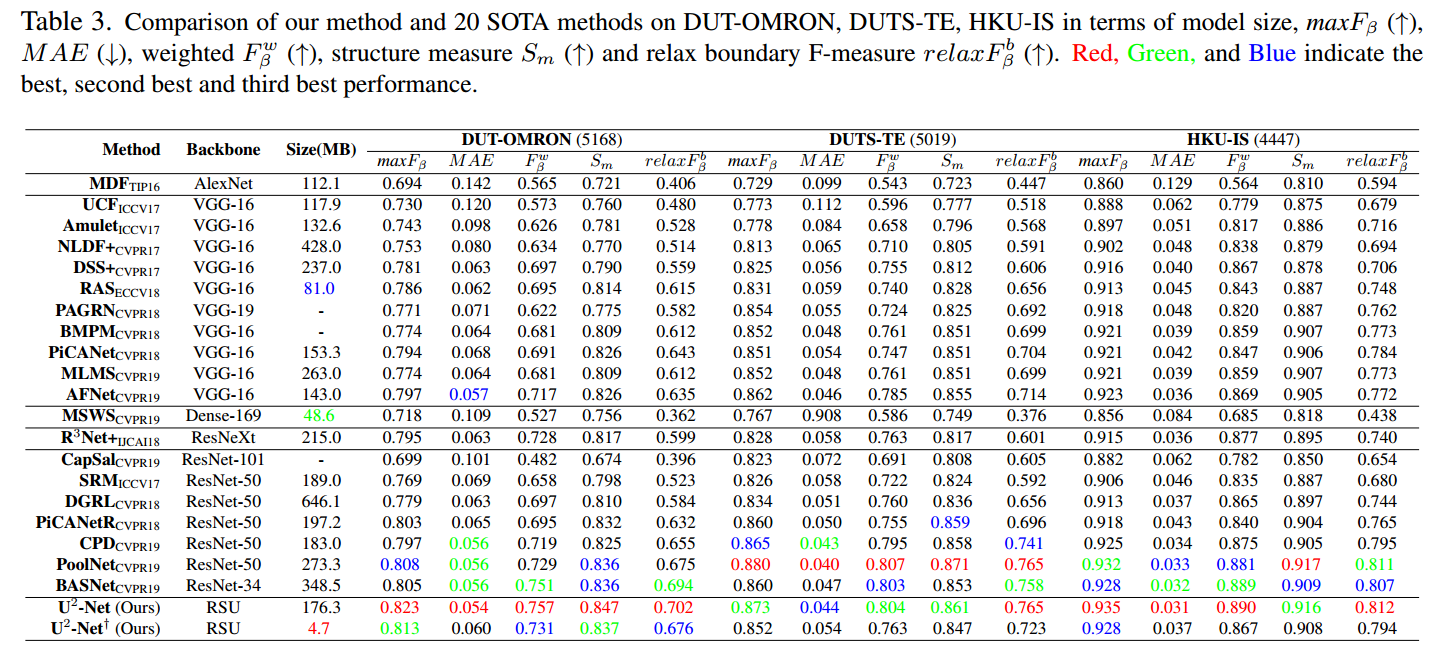 Table 3. Comparison of our method and 20 SOTA methods on DUT-OMRON, DUTS-TE, HKU-IS in terms of model size, maxFβ (↑),
MAE (↓), weighted Fβ^w (↑), structure measure Sm (↑) and relax boundary F-measure relaxFβ^b (↑). Red, Green, and Blue indicate the
best, second best and third best performance.
Method Backbone Size(MB) DUT-OMRON (5168) DUTS-TE (5019) HKU-IS (4447)
maxFβ MAE Fβ^w Sm relaxFβ^b maxFβ MAE Fβ^w Sm relaxFβ^b maxFβ MAE Fβ^w Sm relaxFβ^b
MDF TIP16 AlexNet 112.1 0.694 0.142 0.565 0.721 0.406 0.729 0.099 0.543 0.723 0.447 0.860 0.129 0.564 0.810 0.594
UCF ICCV17 VGG-16 117.9 0.730 0.120 0.573 0.760 0.480 0.773 0.112 0.596 0.777 0.518 0.888 0.062 0.779 0.875 0.679
Amulet ICCV17 VGG-16 132.6 0.743 0.098 0.626 0.781 0.528 0.778 0.084 0.658 0.796 0.568 0.897 0.051 0.817 0.886 0.716
NLDF+ CVPR17 VGG-16 428.0 0.753 0.080 0.634 0.770 0.514 0.813 0.065 0.710 0.805 0.591 0.902 0.048 0.838 0.879 0.694
DSS+ CVPR17 VGG-16 237.0 0.781 0.063 0.697 0.790 0.559 0.825 0.056 0.755 0.812 0.606 0.916 0.040 0.867 0.878 0.706
RAS ECCV18 VGG-16 81.0 0.786 0.062 0.695 0.814 0.615 0.831 0.059 0.740 0.828 0.656 0.913 0.045 0.843 0.887 0.748
PAGRN CVPR18 VGG-19 - 0.771 0.071 0.622 0.775 0.582 0.854 0.055 0.724 0.825 0.692 0.918 0.048 0.820 0.887 0.762
BMPM CVPR18 VGG-16 - 0.774 0.064 0.681 0.809 0.612 0.852 0.048 0.761 0.851 0.699 0.921 0.039 0.859 0.907 0.773
PiCANet CVPR18 VGG-16 153.3 0.794 0.068 0.691 0.826 0.643 0.851 0.054 0.747 0.851 0.704 0.921 0.042 0.847 0.906 0.784
MLMS CVPR19 VGG-16 263.0 0.774 0.064 0.681 0.809 0.612 0.852 0.048 0.761 0.851 0.699 0.921 0.039 0.859 0.907 0.773
AFNet CVPR19 VGG-16 143.0 0.797 0.057 0.717 0.826 0.635 0.862 0.046 0.785 0.855 0.714 0.923 0.036 0.869 0.905 0.772
MSWS CVPR19 Dense-169 48.6 0.718 0.109 0.527 0.756 0.362 0.767 0.908 0.586 0.749 0.376 0.856 0.084 0.685 0.818 0.438
R³Net+ IJCAI18 ResNeXt 215.0 0.795 0.063 0.728 0.817 0.599 0.828 0.058 0.763 0.817 0.601 0.915 0.036 0.877 0.895 0.740
CapSal CVPR19 ResNet-101 - 0.699 0.101 0.482 0.674 0.396 0.823 0.072 0.691 0.808 0.605 0.882 0.062 0.782 0.850 0.654
SRM ICCV17 ResNet-50 189.0 0.769 0.069 0.658 0.798 0.523 0.826 0.058 0.722 0.824 0.592 0.906 0.046 0.835 0.887 0.680
DGRL CVPR18 ResNet-50 646.1 0.779 0.063 0.697 0.810 0.584 0.834 0.051 0.760 0.836 0.656 0.913 0.037 0.865 0.897 0.744
PiCANetR CVPR18 ResNet-50 197.2 0.803 0.065 0.695 0.832 0.632 0.860 0.050 0.755 0.859 0.696 0.918 0.043 0.840 0.904 0.765
CPD CVPR19 ResNet-50 183.0 0.797 0.056 0.719 0.825 0.655 0.865 0.043 0.795 0.858 0.741 0.925 0.034 0.875 0.905 0.795
PoolNet CVPR19 ResNet-50 273.3 0.808 0.056 0.729 0.836 0.675 0.880 0.040 0.807 0.871 0.765 0.932 0.033 0.881 0.917 0.811
BASNet CVPR19 ResNet-34 348.5 0.805 0.056 0.751 0.836 0.694 0.860 0.047 0.803 0.853 0.758 0.928 0.032 0.889 0.909 0.807
U²-Net (Ours) RSU 176.3 0.823 0.054 0.757 0.847 0.702 0.873 0.044 0.804 0.861 0.765 0.935 0.031 0.890 0.916 0.812
U²-Net† (Ours) RSU 4.7 0.813 0.060 0.731 0.837 0.676 0.852 0.054 0.763 0.847 0.723 0.928 0.037 0.867 0.908 0.794